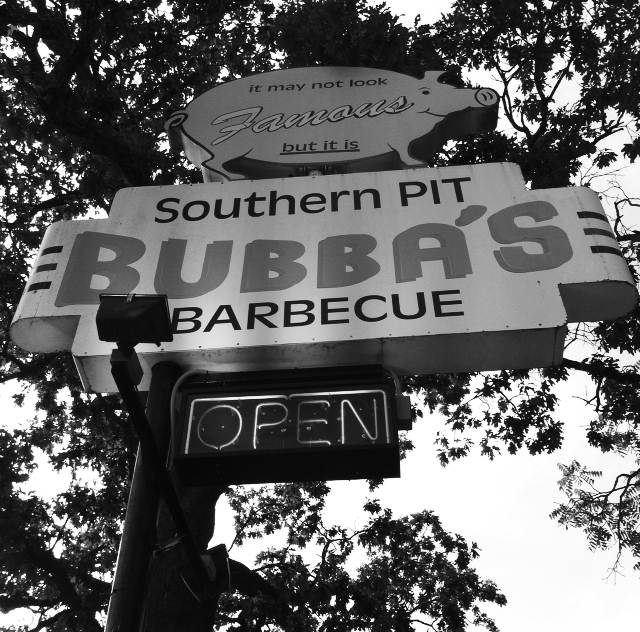 it may not look
Famous
but it is
Southern PIT
BUBBA'S
BARBECUE
OPEN